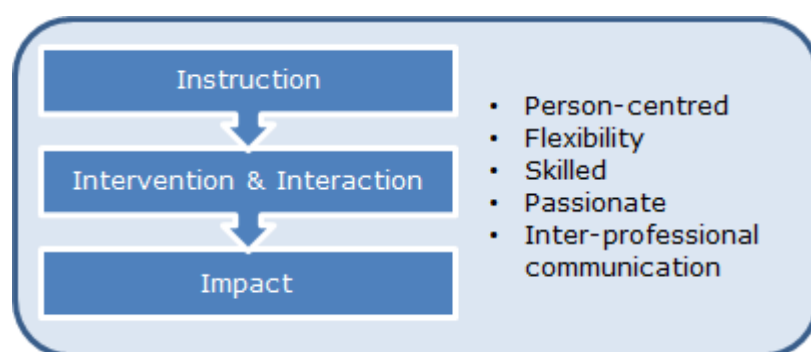 Instruction
Intervention & Interaction
Impact
• Person-centred
• Flexibility
• Skilled
• Passionate
• Inter-professional
communication